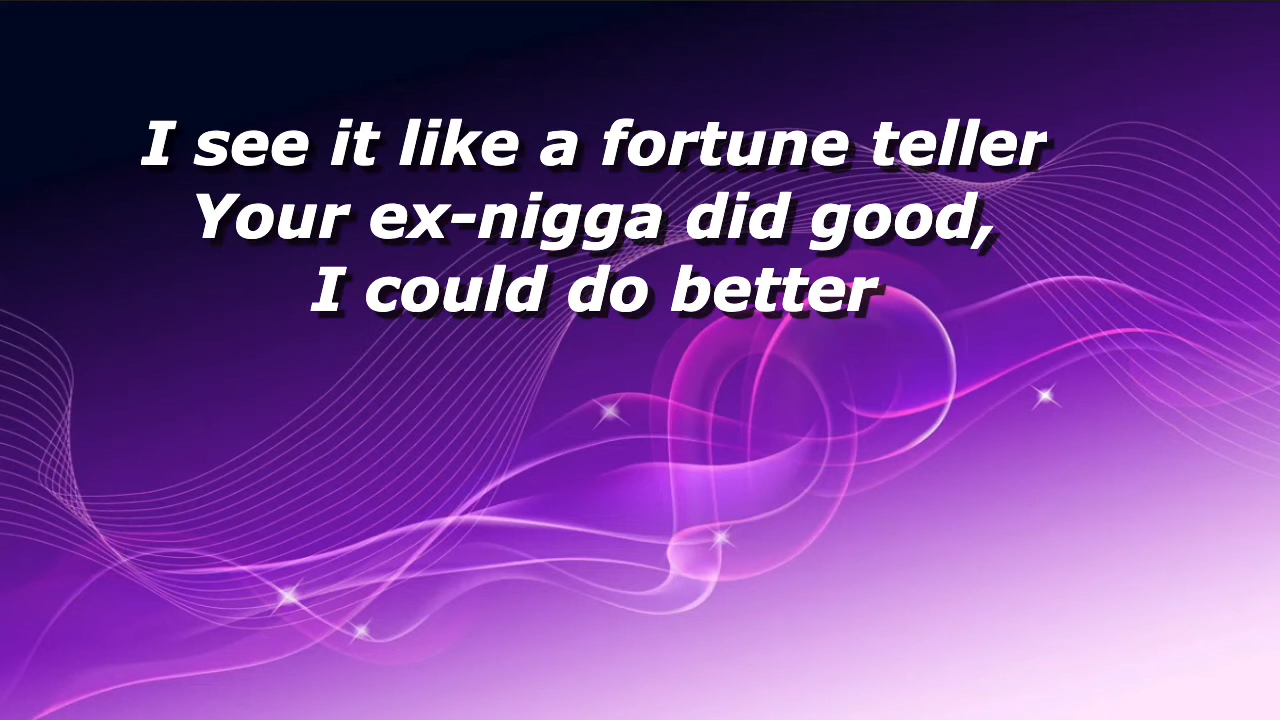 I see it like a fortune teller
Your ex-nigga did good,
I could do better